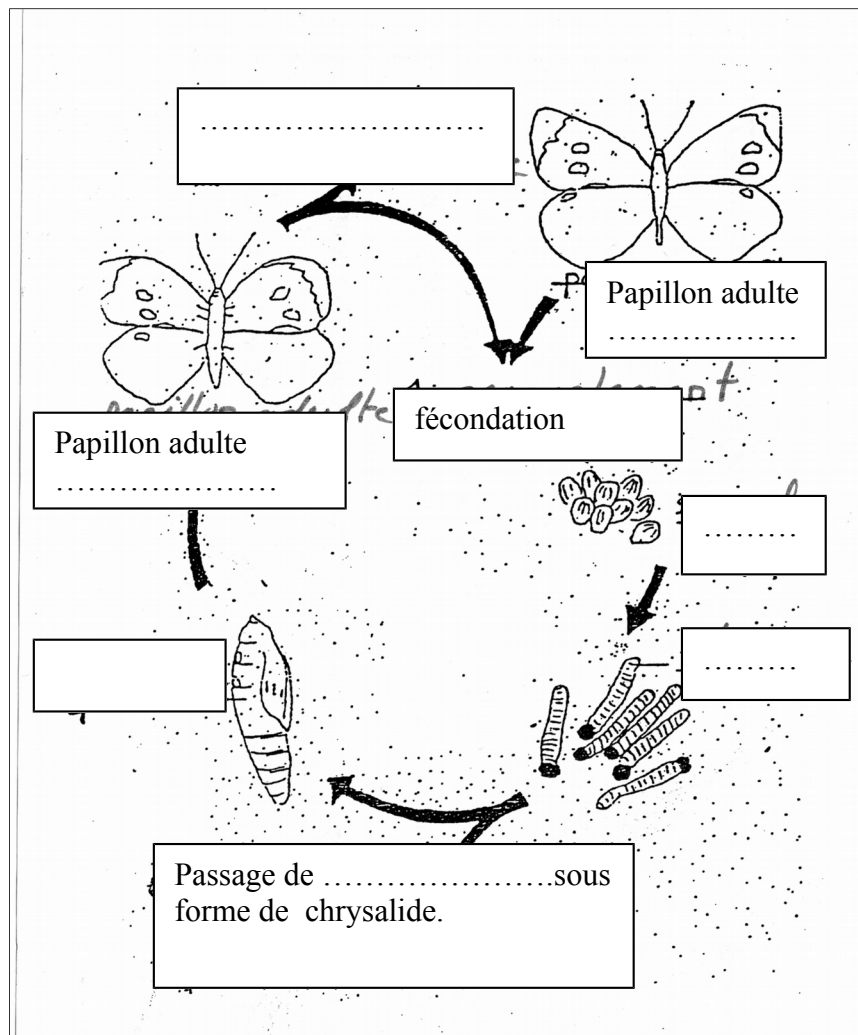 ………………………….
Papillon adulte
………………
Papillon adulte
………………….
fécondation
………
………
Passage de …………………..sous
forme de  chrysalide.